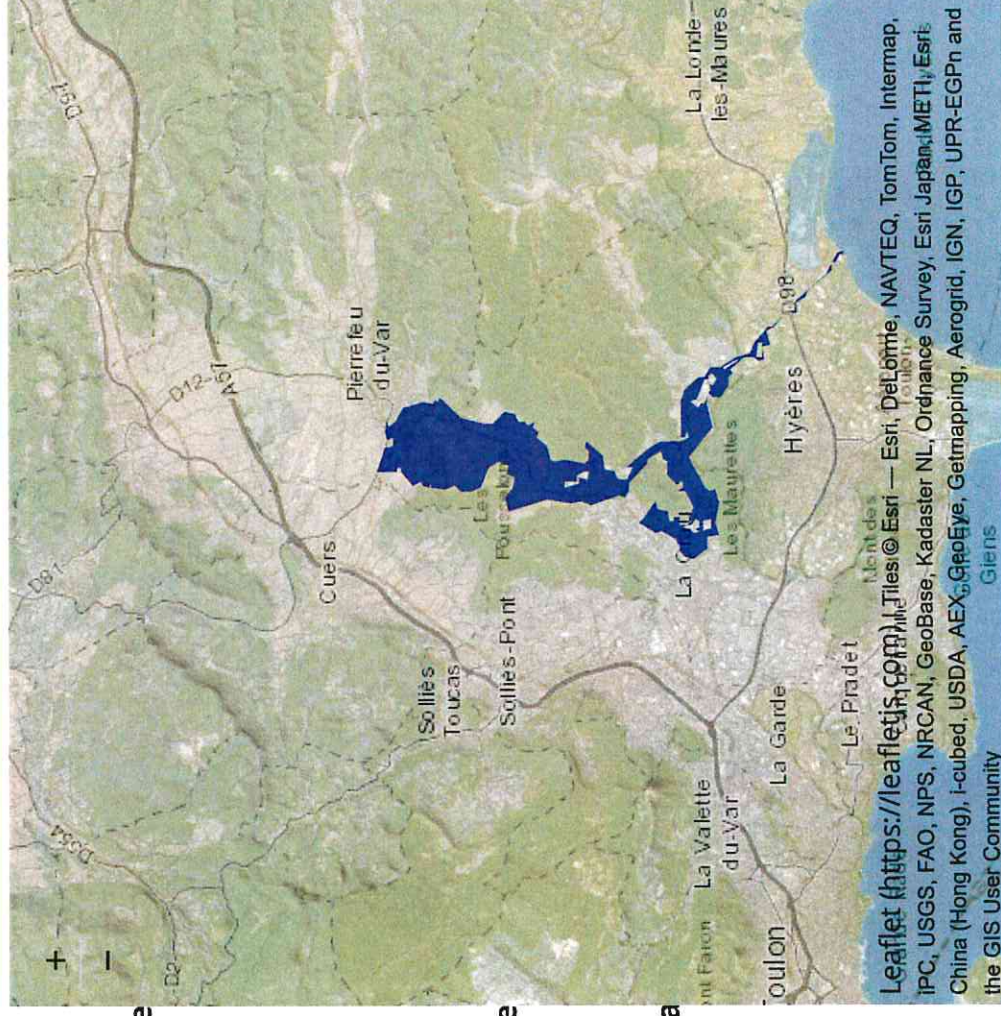 D97
La Londe-
les-Maures
+
−
D554
D2
D81
D12
A57
Pierrefeu
du-Var
Cuers
Solliès
Toucas
Solliès-Pont
Les
La
Les Maurettes
D98
Hyères
La Valette
du-Var
La Garde
Le Pradet
Toulon
Leaflet (https://leafletjs.com) | Tiles © Esri — Esri, DeLorme, NAVTEQ, TomTom, Intermap,
iPC, USGS, FAO, NPS, NRCAN, GeoBase, Kadaster NL, Ordnance Survey, Esri Japan, METI, Esri
China (Hong Kong), i-cubed, USDA, AEX, GeoEye, Getmapping, Aerogrid, IGN, IGP, UPR-EGPn and
the GIS User Community
Giens